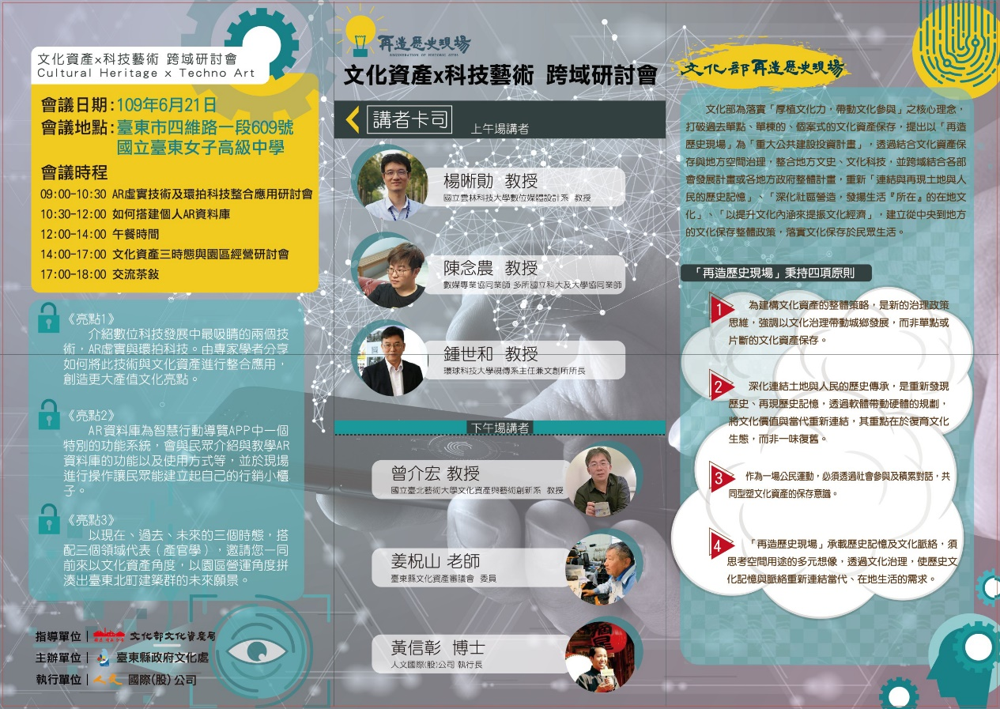 文化資產x科技藝術 跨域研討會
Cultural Heritage x Techno Art
會議日期:109年6月21日
會議地點:臺東市四維路一段609號
國立臺東女子高級中學
會議時程
09:00-10:30 AR虛實技術及環拍科技整合應用研討會
10:30-12:00 如何搭建個人AR資料庫
12:00-14:00 午餐時間
14:00-17:00 文化資產三時態與園區經營研討會
17:00-18:00 交流茶敍
《亮點1》
介紹數位科技發展中最吸睛的兩個技
術，AR虛實與環拍科技。由專家學者分享
如何將此技術與文化資產進行整合應用，
創造更大產值文化亮點。
《亮點2》
AR資料庫為智慧行動導覽APP中一個
特別的功能系統，會與民眾介紹與教學AR
資料庫的功能以及使用方式等，並於現場
進行操作讓民眾能建立起自己的行銷小櫃
子。
《亮點3》
以現在、過去、未來的三個時態，搭
配三個領域代表（產官學），邀請您一同
前來以文化資產角度，以園區營運角度拼
湊出臺東北町建築群的未來願景。
指導單位| 文化部文化資產局
主辦單位| 臺東縣政府文化處
執行單位| 人文 國際(股)公司
再造歷史現場
REGENERATION OF HISTORIC SITES
文化資產x科技藝術 跨域研討會
講者卡司
上午場講者
楊晰勛 教授
國立雲林科技大學數位媒體設計系 教授
陳念農 教授
數媒專業協同業師 多所國立科大及大學協同業師
鍾世和 教授
環球科技大學視傳系主任兼文創所所長
下午場講者
曾介宏 教授
國立臺北藝術大學文化資產與藝術創新系 教授
姜柷山 老師
臺東縣文化資產審議會 委員
黃信彰 博士
人文國際(股)公司 執行長
文化部再造歷史現場
文化部為落實「厚植文化力，帶動文化參與」之核心理念，
打破過去單點、單棟的、個案式的文化資產保存，提出以「再造
歷史現場」為「重大公共建設投資計畫」，透過結合文化資產保
存與地方空間治理，整合地方文史、文化科技，並跨域結合各部
會發展計畫或各地方政府整體計畫，重新「連結與再現土地與人
民的歷史記憶」、「深化社區營造，發揚生活『所在』的在地文
化」、「以提升文化內涵來提振文化經濟」，建立從中央到地方
的文化保存整體政策，落實文化保存於民眾生活。
「再造歷史現場」秉持四項原則
1 為建構文化資產的整體策略，是新的治理政策
思維，強調以文化治理帶動城鄉發展，而非單點或
片斷的文化資產保存。
2 深化連結土地與人民的歷史傳承，是重新發現
歷史、再現歷史記憶，透過軟體帶動硬體的規劃，
將文化價值與當代重新連結，其重點在於復育文化
生態，而非一味復舊。
3 作為一場公民運動，必須透過社會參與及積累對話，共
同型塑文化資產的保存意識。
4 「再造歷史現場」承載歷史記憶及文化脈絡，須
思考空間用途的多元想像，透過文化治理，使歷史文
化記憶與脈絡重新連結當代、在地生活的需求。